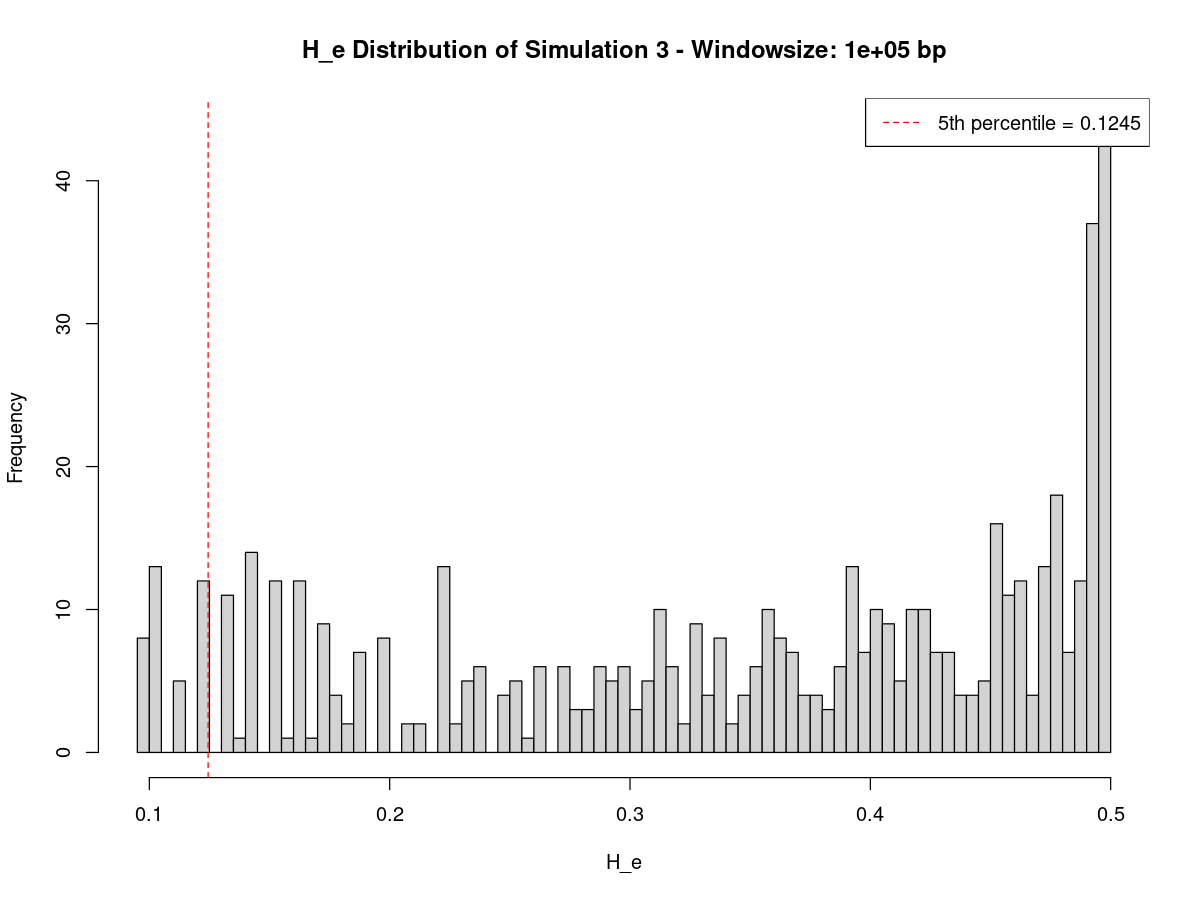 H_e Distribution of Simulation 3 - Windowsize: 1e+05 bp
5th percentile = 0.1245
Frequency
40
30
20
10
0
0.1 0.2 0.3 0.4 0.5
H_e